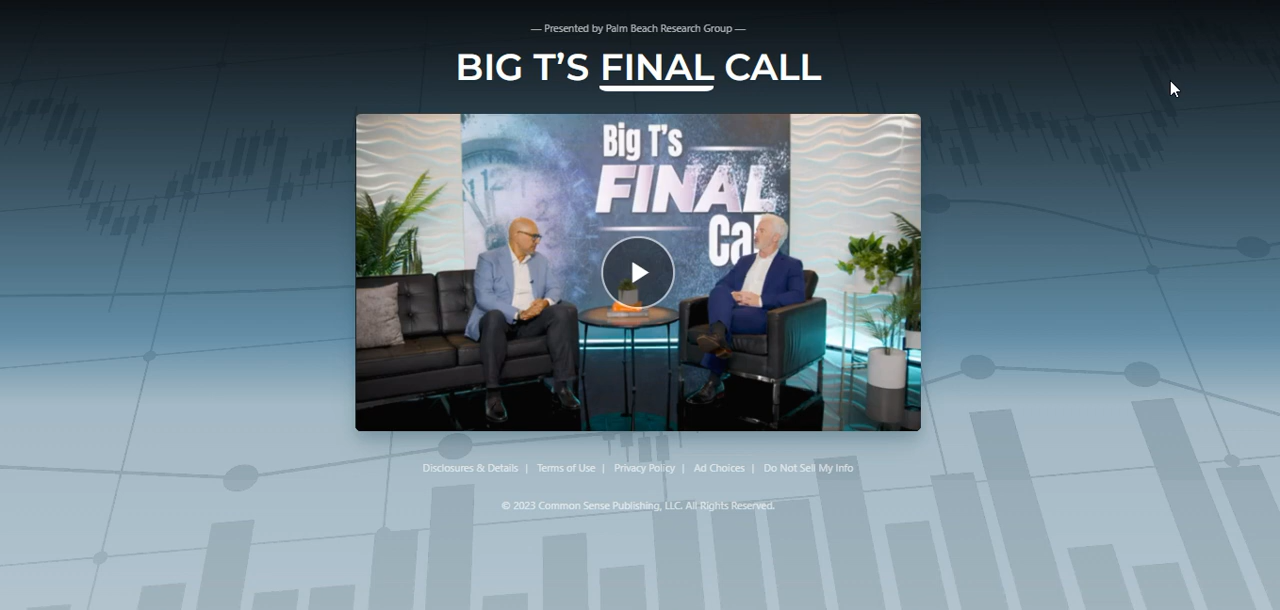 — Presented by Palm Beach Research Group —
BIG T’S FINAL CALL
Big T's
FINAL
Call
Disclosures & Details | Terms of Use | Privacy Policy | Ad Choices | Do Not Sell My Info
© 2023 Common Sense Publishing, LLC. All Rights Reserved.